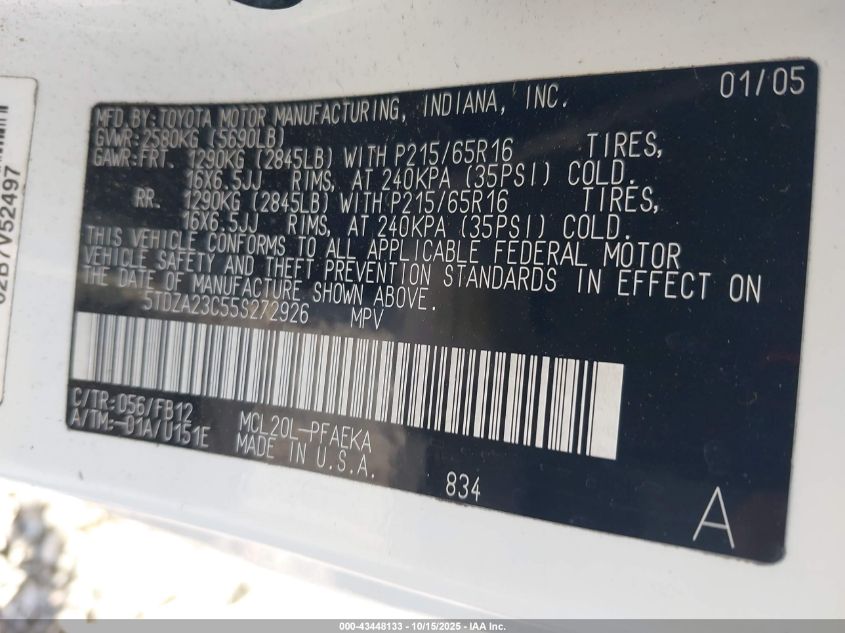 01/05
MFD.BY:TOYOTA MOTOR MANUFACTURING, INDIANA, INC.
GVWR:2580KG (5690LB)
GAWR:FRT. 1290KG (2845LB) WITH P215/65R16 TIRES,
16X6.5JJ RIMS, AT 240KPA (35PSI) COLD.
RR. 1290KG (2845LB) WITH P215/65R16 TIRES,
16X6.5JJ RIMS, AT 240KPA (35PSI) COLD.
THIS VEHICLE CONFORMS TO ALL APPLICABLE FEDERAL MOTOR
VEHICLE SAFETY AND THEFT PREVENTION STANDARDS IN EFFECT ON
THE DATE OF MANUFACTURE SHOWN ABOVE.
5TDZA23C55S272926 MPV
C/TR:056/FB12
A/TM:-01A/U151E
MCL20L-PFAEKA
MADE IN U.S.A.
834
A
02B7V52497
000-43448133 - 10/15/2025 - IAA Inc.